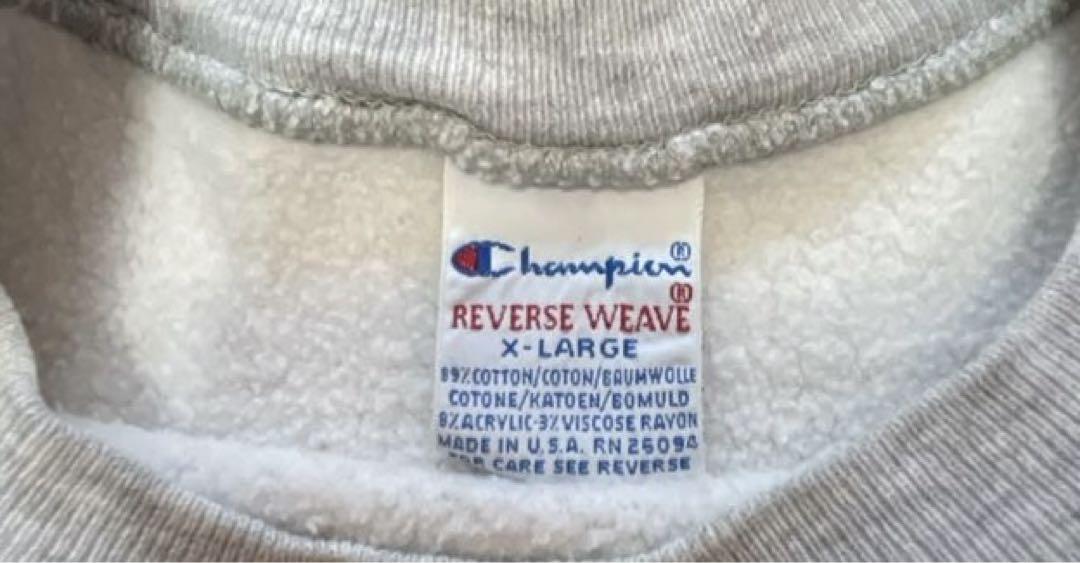 Champion®
®
REVERSE WEAVE
X-LARGE
89% COTTON/COTON/BAUMWOLLE
COTONE/KATOEN/BOMULD
8% ACRYLIC-3% VISCOSE RAYON
MADE IN U.S.A. RN 26094
FOR CARE SEE REVERSE